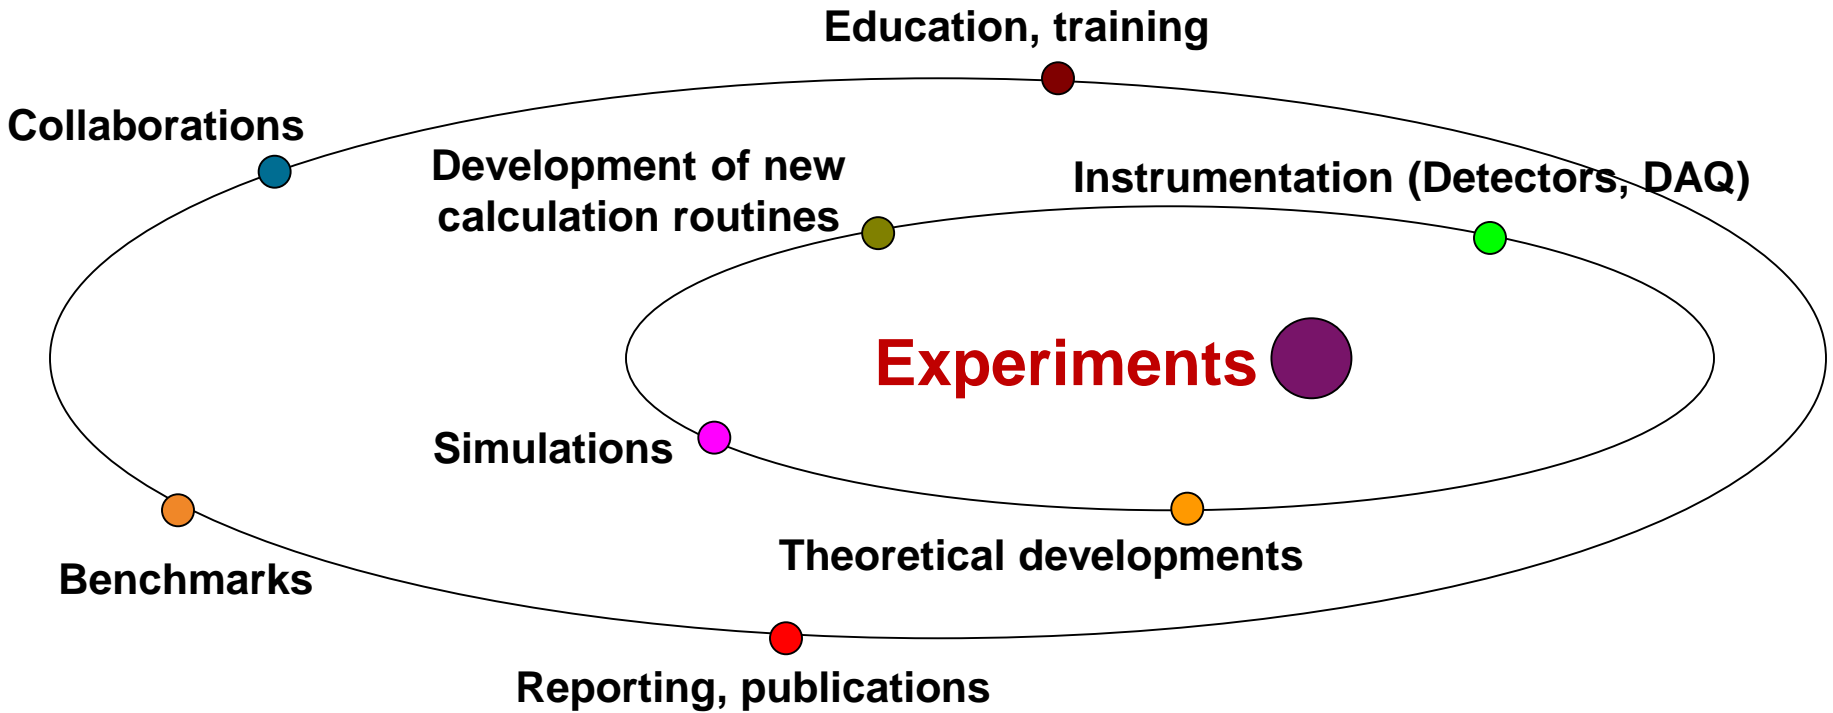 Education, training
Collaborations
Development of new
calculation routines
Instrumentation (Detectors, DAQ)
Experiments
Simulations
Theoretical developments
Benchmarks
Reporting, publications